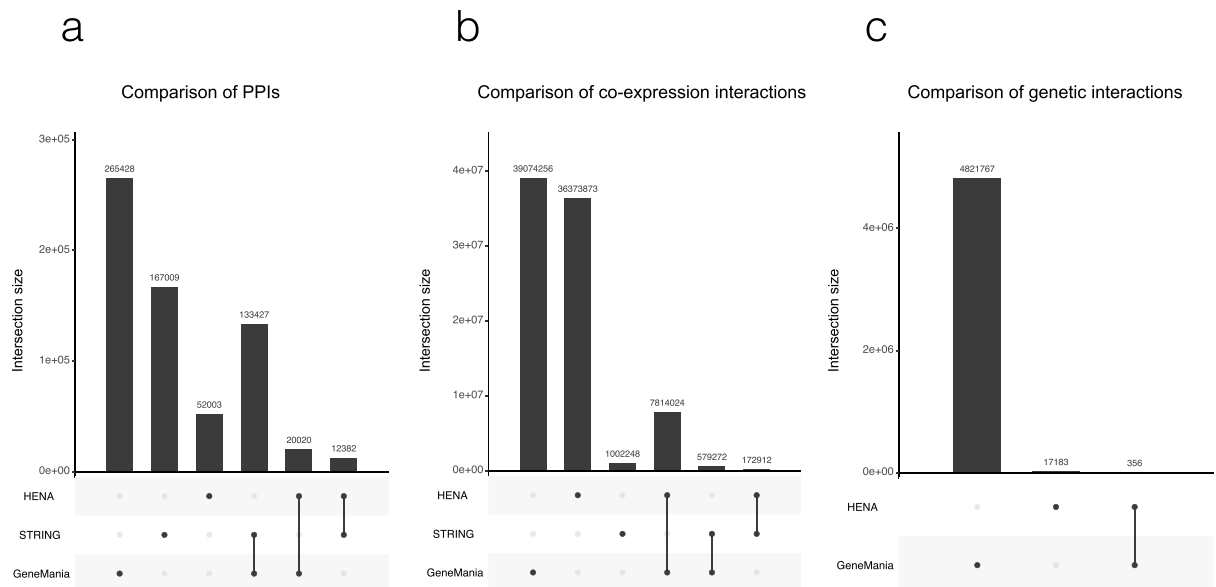 a
Comparison of PPIs
Intersection size
3e+05
2e+05
1e+05
0e+00
265428
167009
52003
133427
20020
12382
HENA
STRING
GeneMania
b
Comparison of co-expression interactions
Intersection size
4e+07
3e+07
2e+07
1e+07
0e+00
39074256
36373873
1002248
7814024
579272
172912
HENA
STRING
GeneMania
c
Comparison of genetic interactions
Intersection size
4e+06
2e+06
0e+00
4821767
17183
356
HENA
GeneMania